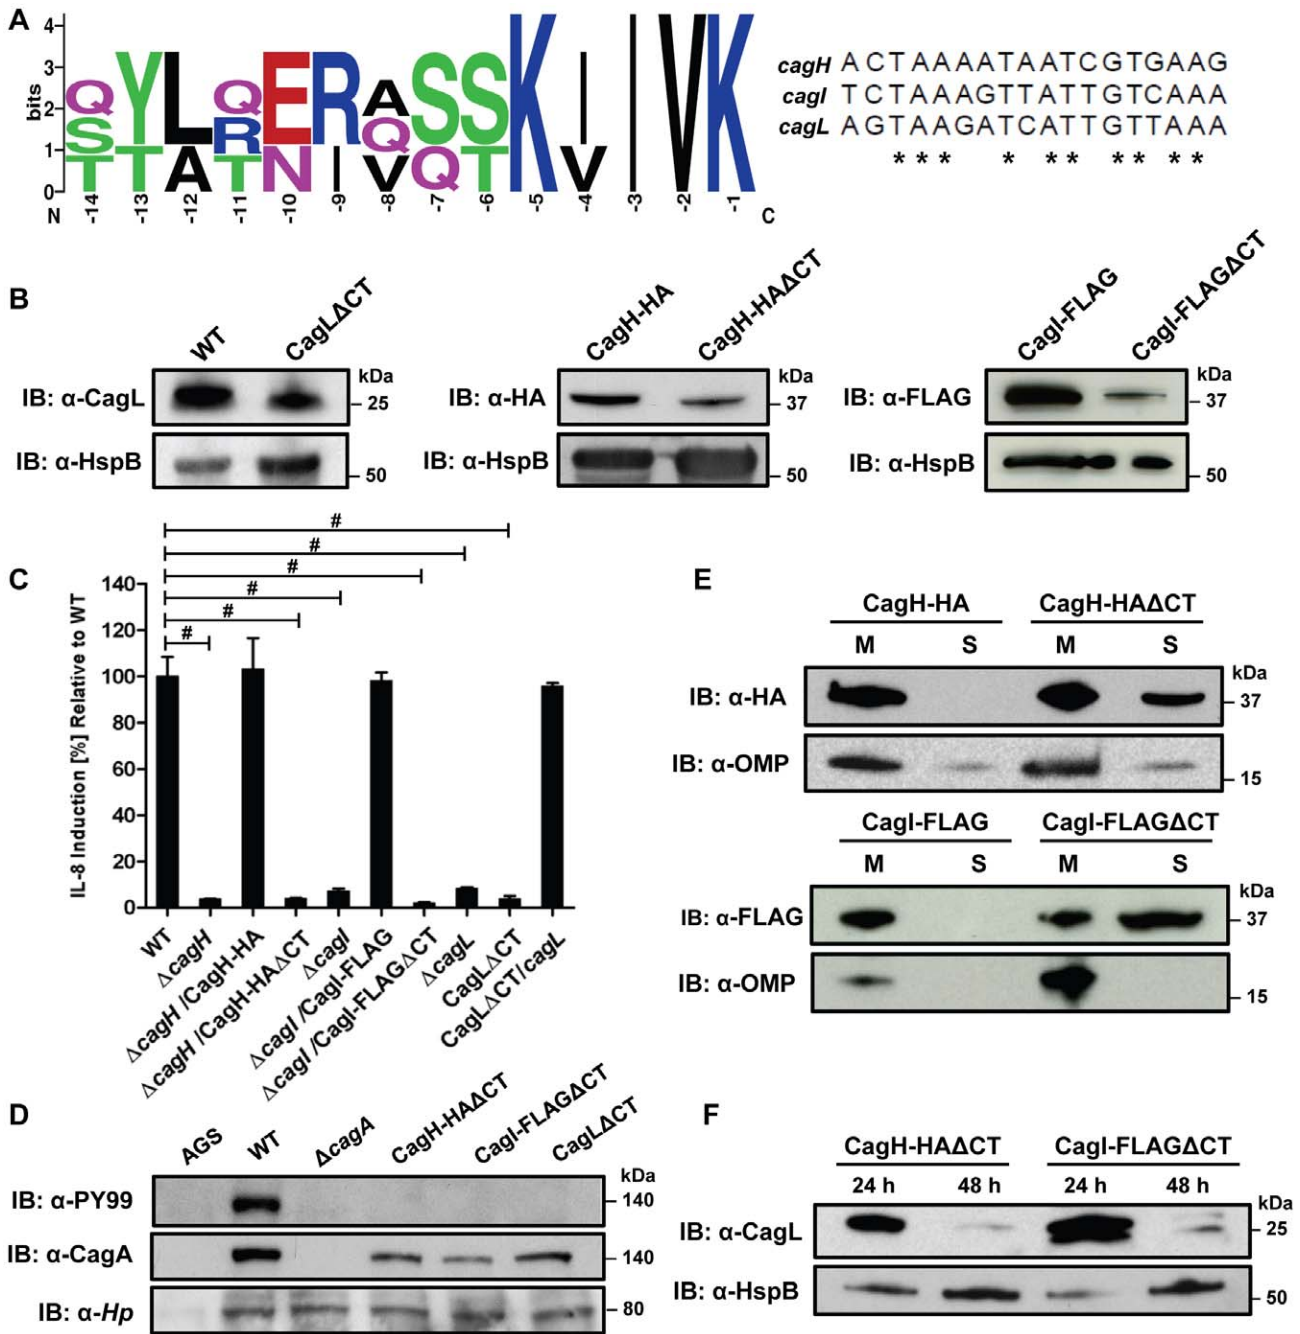 A
bits
4
3
2
1
0
Q Y L Q E R A S S K I I V K
S R Q
T T A T N I V Q T V
N -14 -13 -12 -11 -10 -9 -8 -7 -6 -5 -4 -3 -2 -1 C
cagH ACTAAAATAATCGTGAAG
cagI TCTAAAGTTATTGTCAAA
cagL AGTAAGATCATTGTTAAA
* * * * * * * * * *
B
WT CagLΔCT
kDa
IB: α-CagL
25
IB: α-HspB
50
CagH-HA CagH-HAΔCT
kDa
IB: α-HA
37
IB: α-HspB
50
CagI-FLAG CagI-FLAGΔCT
kDa
IB: α-FLAG
37
IB: α-HspB
50
C
#
#
#
#
#
#
IL-8 Induction [%] Relative to WT
140
120
100
80
60
40
20
0
WT
ΔcagH
ΔcagH /CagH-HA
ΔcagH /CagH-HAΔCT
ΔcagI
ΔcagI /CagI-FLAG
ΔcagI /CagI-FLAGΔCT
ΔcagL
CagLΔCT
CagLΔCT/cagL
D
AGS WT ΔcagA CagH-HAΔCT CagI-FLAGΔCT CagLΔCT
kDa
IB: α-PY99 140
IB: α-CagA 140
IB: α-Hp 80
E
CagH-HA CagH-HAΔCT
M S M S
kDa
IB: α-HA 37
IB: α-OMP 15
CagI-FLAG CagI-FLAGΔCT
M S M S
kDa
IB: α-FLAG 37
IB: α-OMP 15
F
CagH-HAΔCT CagI-FLAGΔCT
24 h 48 h 24 h 48 h
kDa
IB: α-CagL 25
IB: α-HspB 50